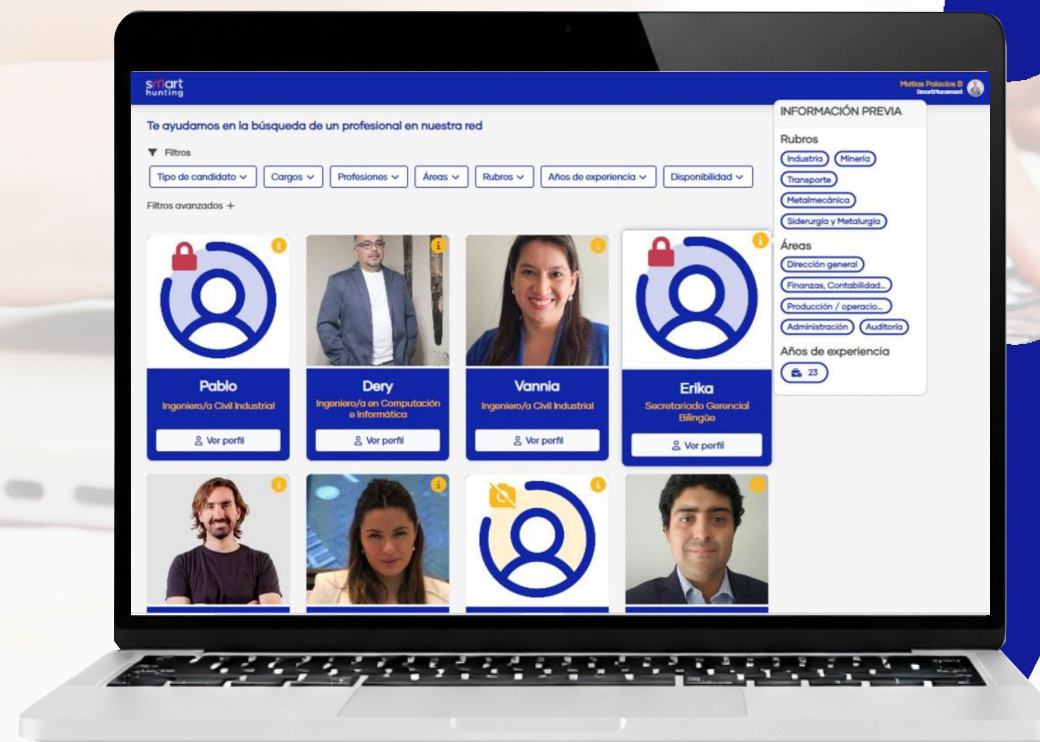 smart
hunting
Matias Palacios B
SmartPlacement
Te ayudamos en la búsqueda de un profesional en nuestra red
Filtros
Tipo de candidato
Cargos
Profesiones
Áreas
Rubros
Años de experiencia
Disponibilidad
Filtros avanzados +
INFORMACIÓN PREVIA
Rubros
Industria
Minería
Transporte
Metalmecánica
Siderurgia y Metalurgia
Áreas
Dirección general
Finanzas, Contabilidad...
Producción / operacio...
Administración
Auditoría
Años de experiencia
23
Pablo
Ingeniero/a Civil Industrial
Ver perfil
Dery
Ingeniero/a en Computación
e Informática
Ver perfil
Vannia
Ingeniero/a Civil Industrial
Ver perfil
Erika
Secretariado Gerencial
Bilingüe
Ver perfil